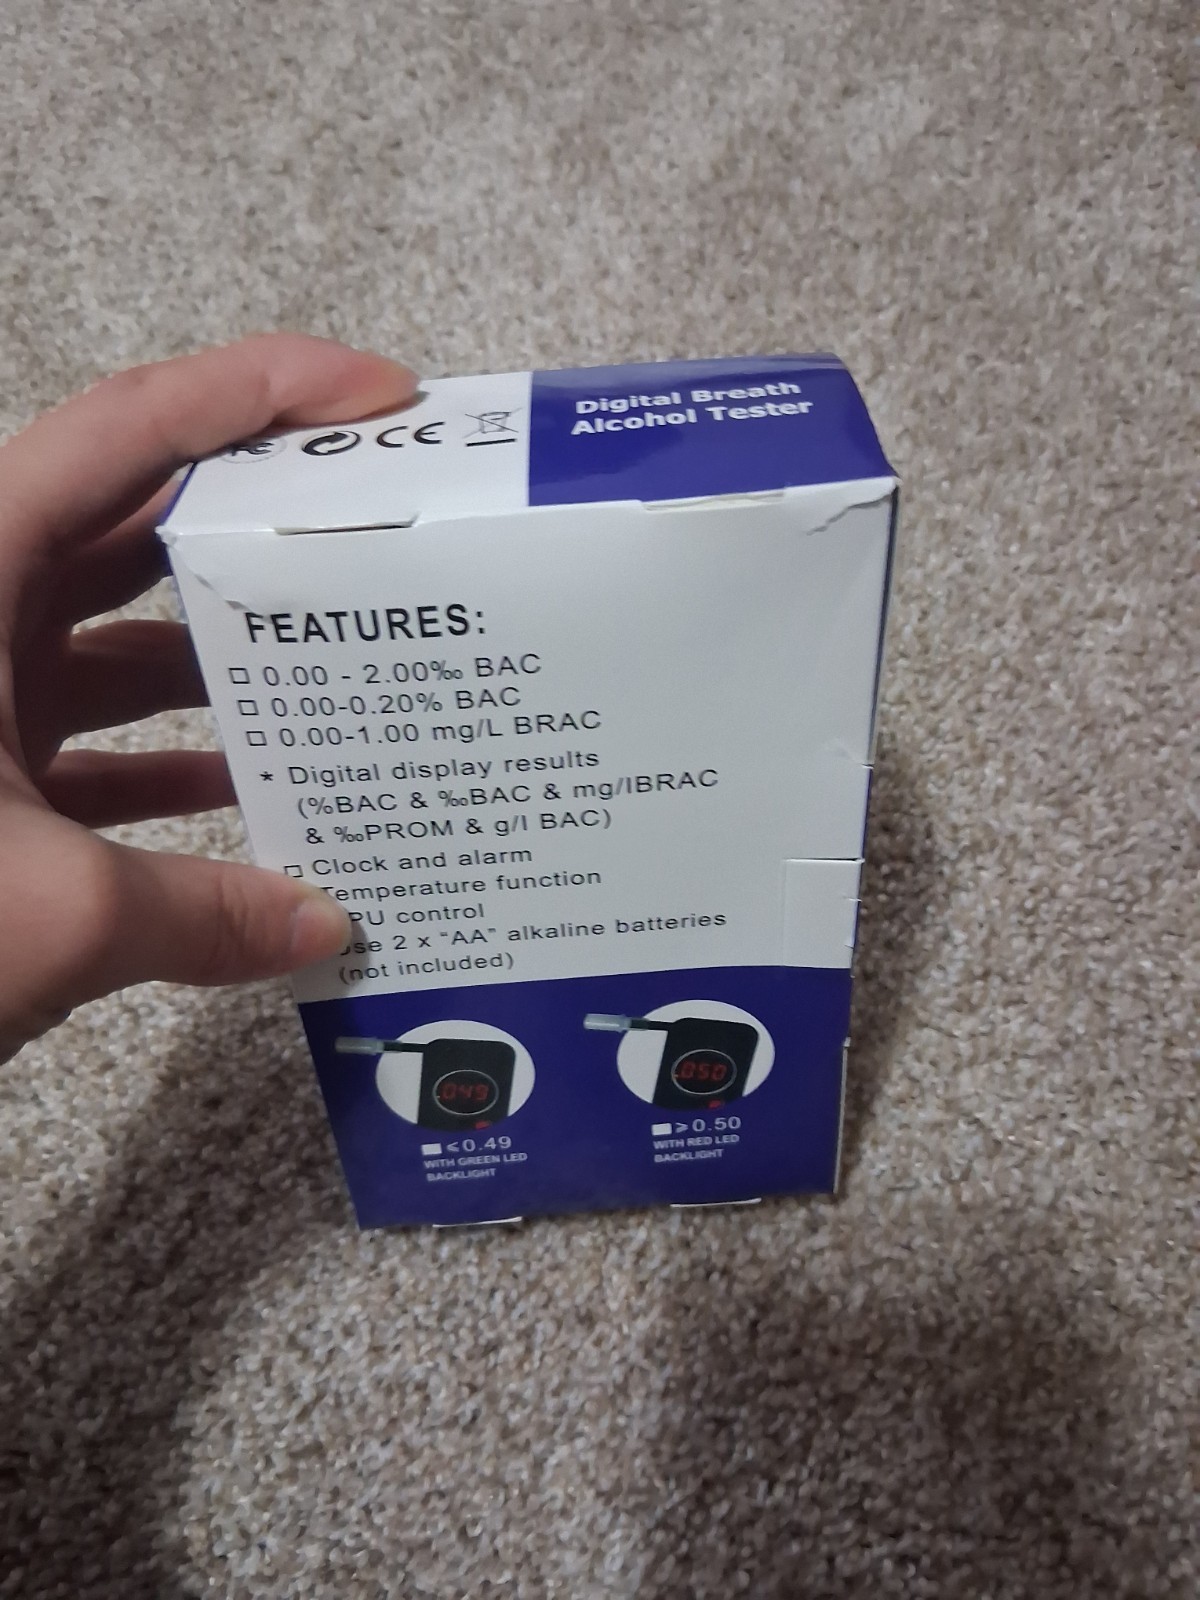 Digital Breath
Alcohol Tester
CE
FEATURES:
0.00 - 2.00‰ BAC
0.00-0.20% BAC
0.00-1.00 mg/L BRAC
* Digital display results
(%BAC & ‰BAC & mg/lBRAC
& ‰PROM & g/l BAC)
Clock and alarm
Temperature function
PU control
se 2 x “AA” alkaline batteries
(not included)
.049
.050
≤0.49
WITH GREEN LED
BACKLIGHT
≥0.50
WITH RED LED
BACKLIGHT